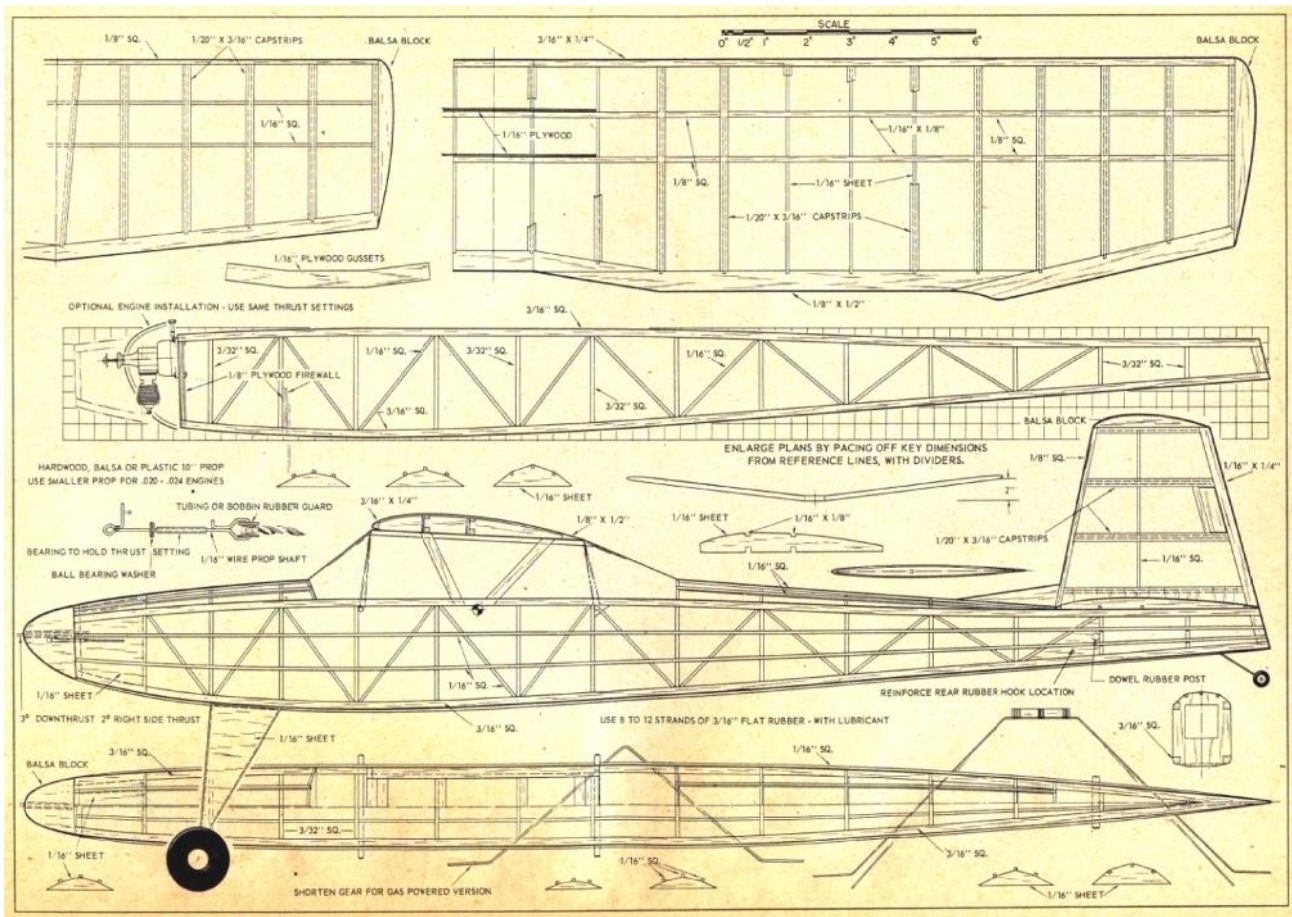 SCALE
0" 1/2" 1" 2" 3" 4" 5" 6"
1/8" SQ.
1/20" X 3/16" CAPSTRIPS
BALSA BLOCK
3/16" X 1/4"
BALSA BLOCK
1/16" SQ.
1/16" PLYWOOD
1/16" X 1/8"
1/8" SQ.
1/8" SQ.
1/16" SHEET
1/20" X 3/16" CAPSTRIPS
1/16" PLYWOOD GUSSETS
1/8" X 1/2"
OPTIONAL ENGINE INSTALLATION - USE SAME THRUST SETTINGS
3/16" SQ.
3/32" SQ.
1/16" SQ.
3/32" SQ.
1/16" SQ.
3/32" SQ.
1/8" PLYWOOD FIREWALL
3/16" SQ.
3/32" SQ.
BALSA BLOCK
ENLARGE PLANS BY PACING OFF KEY DIMENSIONS
FROM REFERENCE LINES, WITH DIVIDERS.
1/8" SQ.
1/16" X 1/4"
HARDWOOD, BALSA OR PLASTIC 10" PROP
USE SMALLER PROP FOR .020 - .024 ENGINES
1/16" SHEET
2"
3/16" X 1/4"
TUBING OR BOBBIN RUBBER GUARD
1/8" X 1/2"
1/16" SHEET
1/16" X 1/8"
1/20" X 3/16" CAPSTRIPS
BEARING TO HOLD THRUST SETTING
1/16" WIRE PROP SHAFT
BALL BEARING WASHER
1/16" SQ.
1/16" SQ.
1/16" SHEET
1/16" SQ.
REINFORCE REAR RUBBER HOOK LOCATION
DOWEL RUBBER POST
3° DOWNTHRUST 2° RIGHT SIDE THRUST
3/16" SQ.
USE 8 TO 12 STRANDS OF 3/16" FLAT RUBBER - WITH LUBRICANT
3/16" SQ.
1/16" SHEET
3/16" SQ.
1/16" SQ.
BALSA BLOCK
3/32" SQ.
3/16" SQ.
1/16" SHEET
1/16" SQ.
SHORTEN GEAR FOR GAS POWERED VERSION
1/16" SHEET